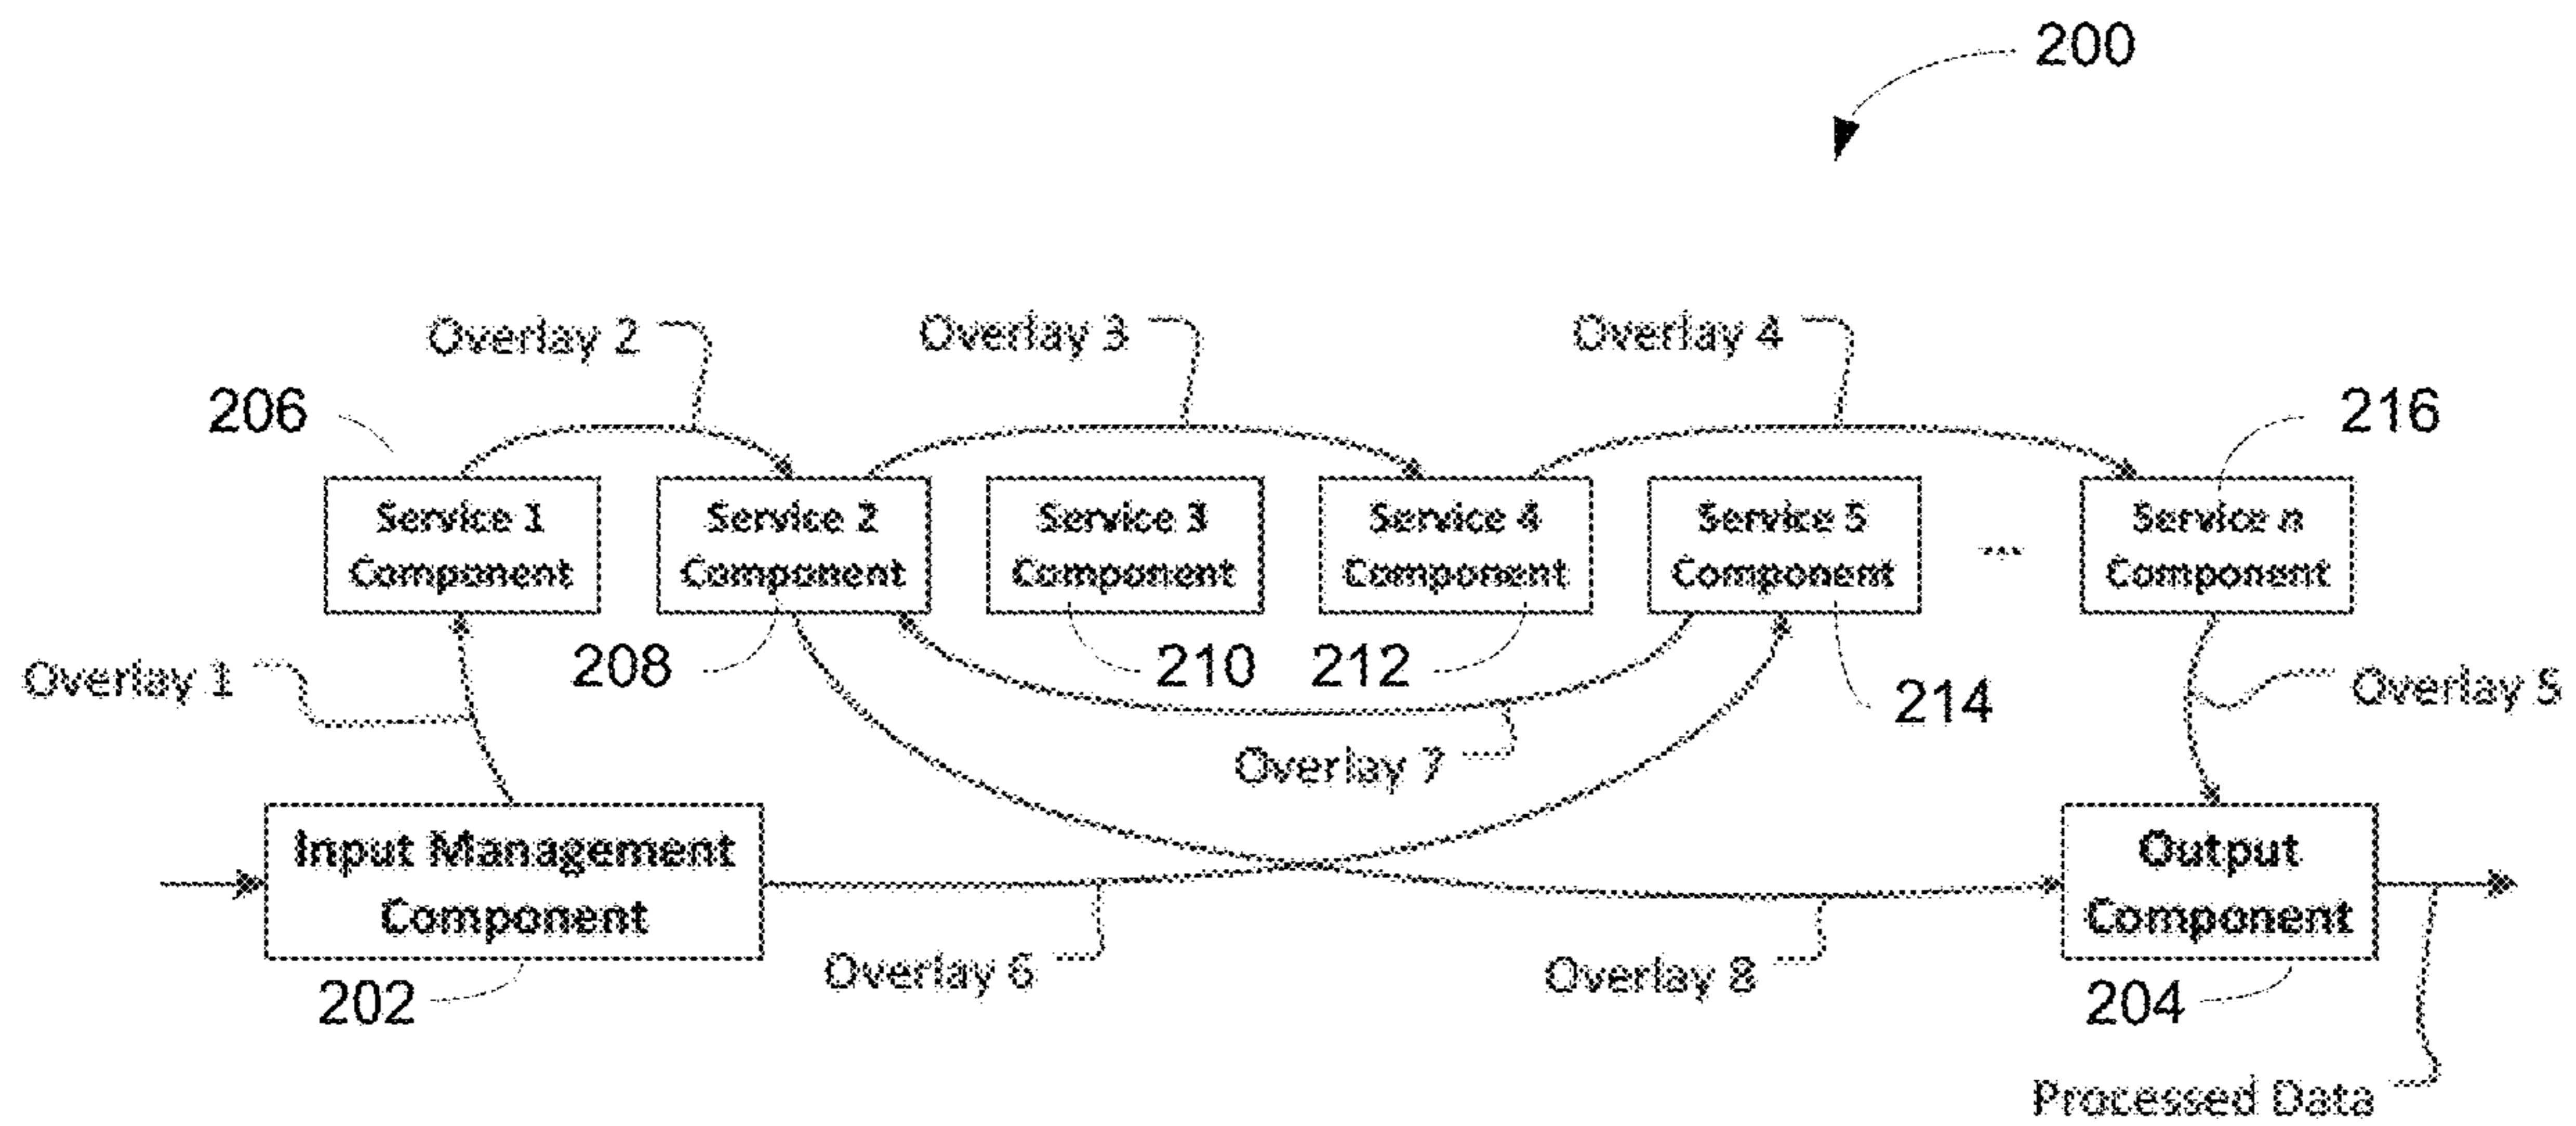 200
Overlay 2
Overlay 3
Overlay 4
206
216
Service 1
Component
Service 2
Component
Service 3
Component
Service 4
Component
Service 5
Component
...
Service n
Component
208
210
212
214
Overlay 1
Overlay 5
Overlay 7
Input Management
Component
Output
Component
Overlay 6
Overlay 8
202
204
Processed Data